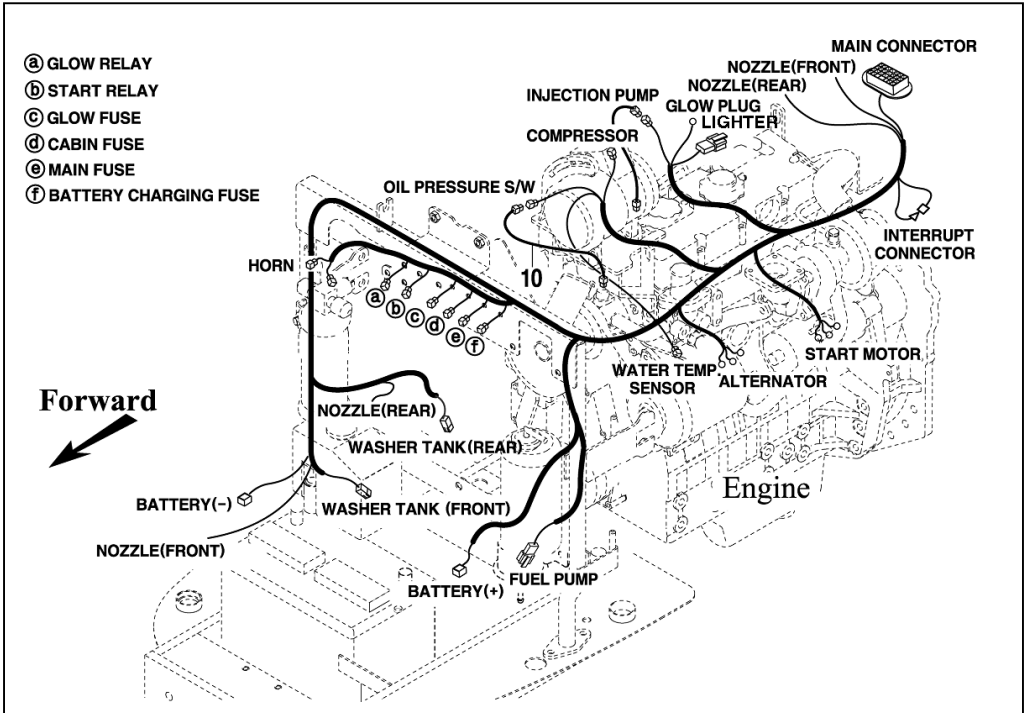 ⓐ GLOW RELAY
ⓑ START RELAY
ⓒ GLOW FUSE
ⓓ CABIN FUSE
ⓔ MAIN FUSE
ⓕ BATTERY CHARGING FUSE
MAIN CONNECTOR
NOZZLE(FRONT)
NOZZLE(REAR)
INJECTION PUMP
GLOW PLUG
LIGHTER
COMPRESSOR
OIL PRESSURE S/W
INTERRUPT
CONNECTOR
HORN
10
ⓐ
ⓑ
ⓒ
ⓓ
ⓔ
ⓕ
START MOTOR
WATER TEMP.
SENSOR
ALTERNATOR
Forward
NOZZLE(REAR)
WASHER TANK(REAR)
Engine
BATTERY(-)
WASHER TANK (FRONT)
NOZZLE(FRONT)
FUEL PUMP
BATTERY(+)